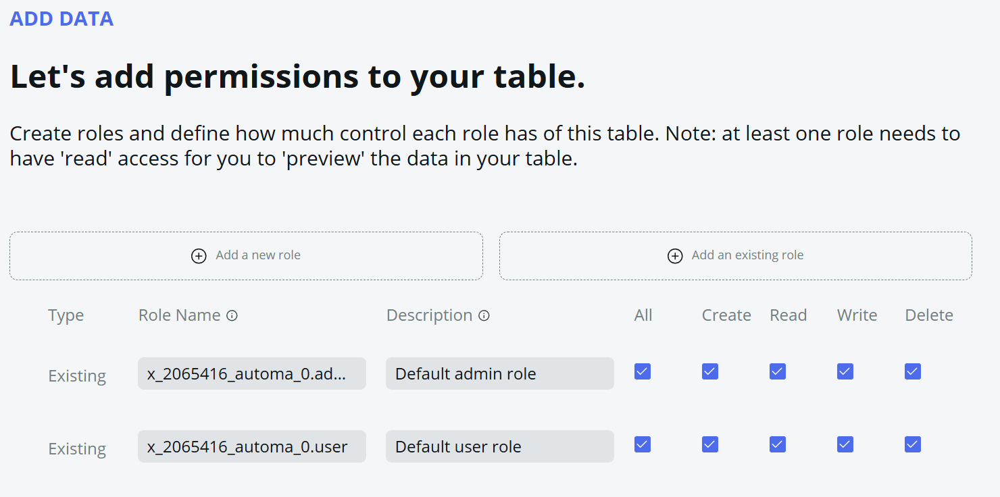 ADD DATA
Let's add permissions to your table.
Create roles and define how much control each role has of this table. Note: at least one role needs to
have 'read' access for you to 'preview' the data in your table.
Add a new role
Add an existing role
Type Role Name Description All Create Read Write Delete
Existing x_2065416_automa_0.ad... Default admin role
Existing x_2065416_automa_0.user Default user role